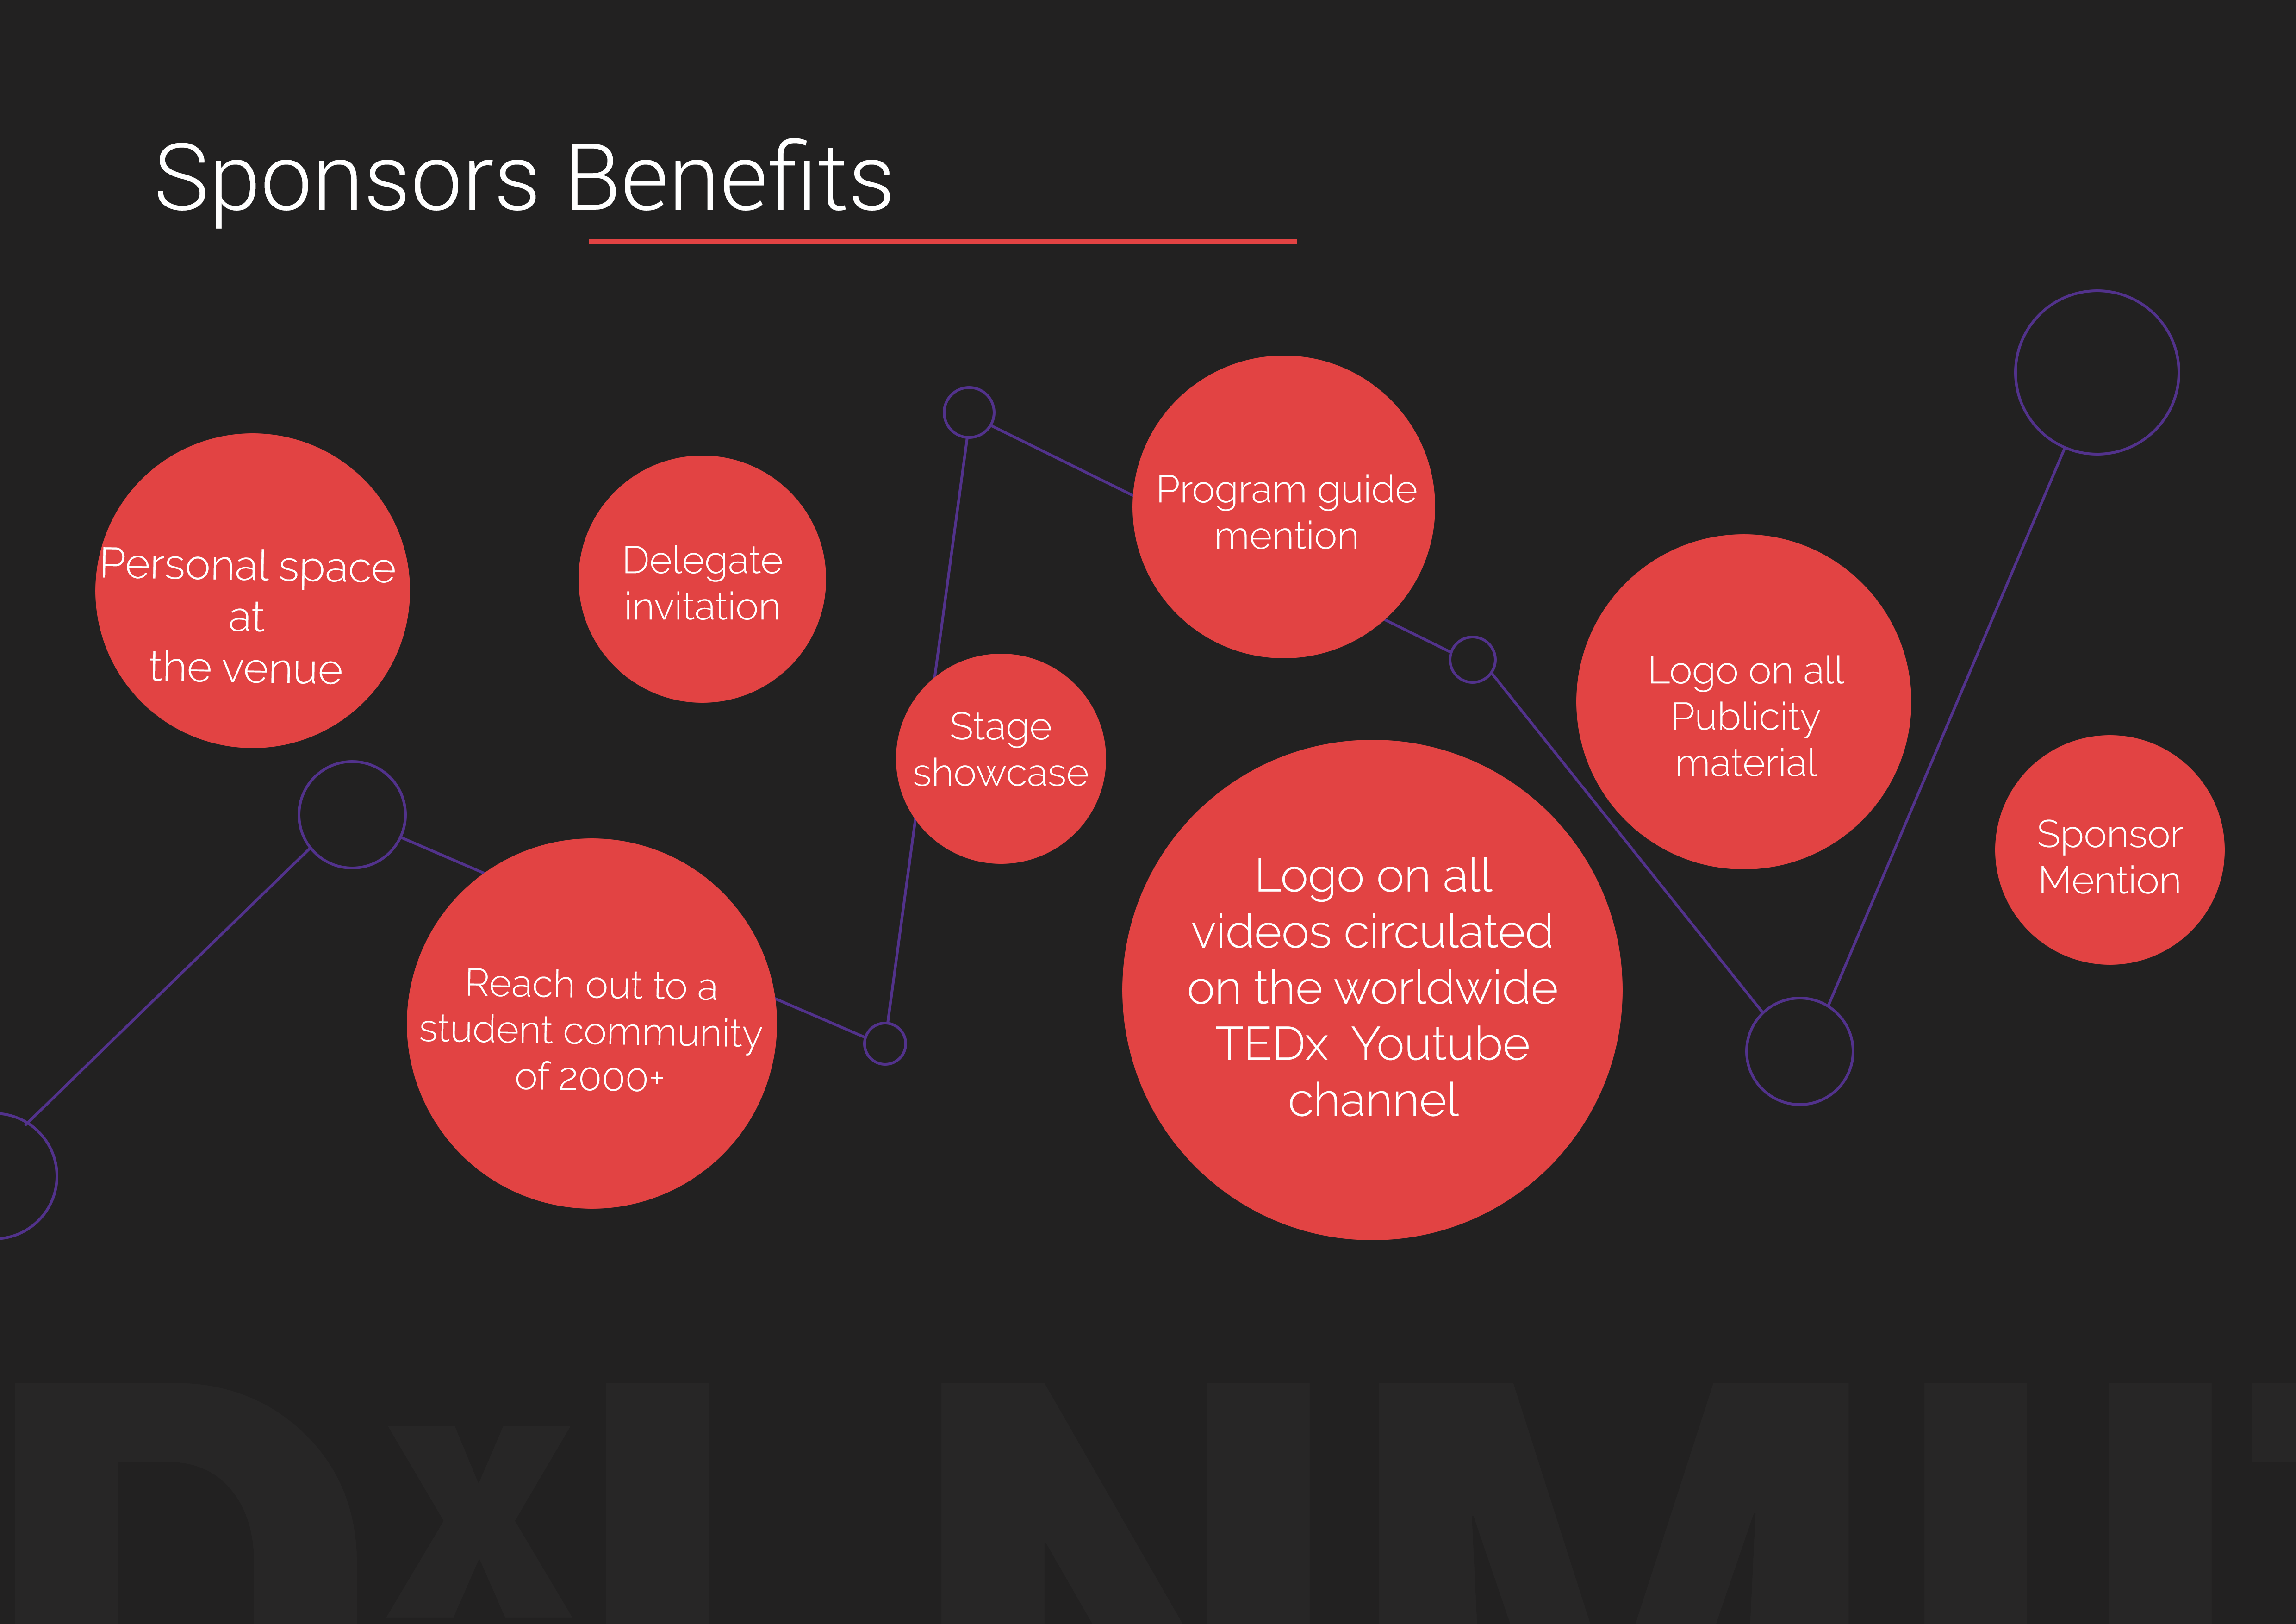 Sponsors Benefits
Personal space
at
the venue
Delegate
invitation
Program guide
mention
Stage
showcase
Logo on all
Publicity
material
Sponsor
Mention
Reach out to a
student community
of 2000+
Logo on all
videos circulated
on the worldwide
TEDx Youtube
channel